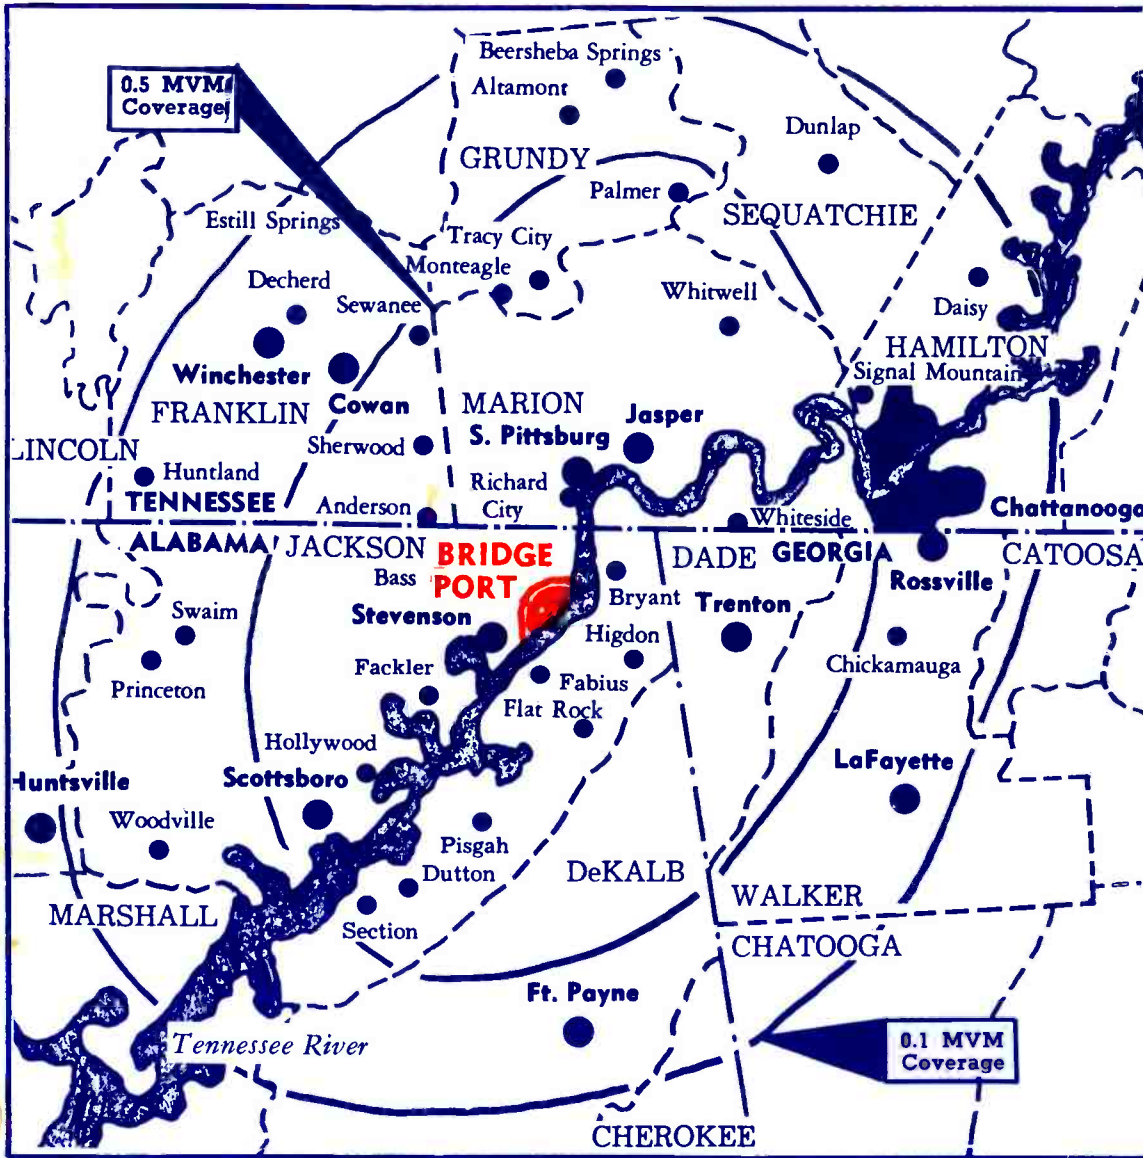 Beersheba Springs
0.5 MVM
Coverage
Altamont
Dunlap
GRUNDY
Palmer
SEQUATCHIE
Estill Springs
Tracy City
Monteagle
Decherd
Whitwell
Sewanee
Daisy
HAMILTON
Winchester
Signal Mountain
FRANKLIN
Cowan
MARION
Jasper
S. Pittsburg
LINCOLN
Sherwood
Huntland
Richard
City
TENNESSEE
Anderson
Whiteside
Chattanooga
ALABAMA
JACKSON
BRIDGE
PORT
DADE
GEORGIA
CATOOSA
Bass
Bryant
Rossville
Swaim
Stevenson
Trenton
Higdon
Fackler
Chickamauga
Princeton
Fabius
Flat Rock
Hollywood
Huntsville
Scottsboro
LaFayette
Woodville
Pisgah
Dutton
DeKALB
WALKER
MARSHALL
Section
CHATOOGA
Ft. Payne
Tennessee River
0.1 MVM
Coverage
CHEROKEE